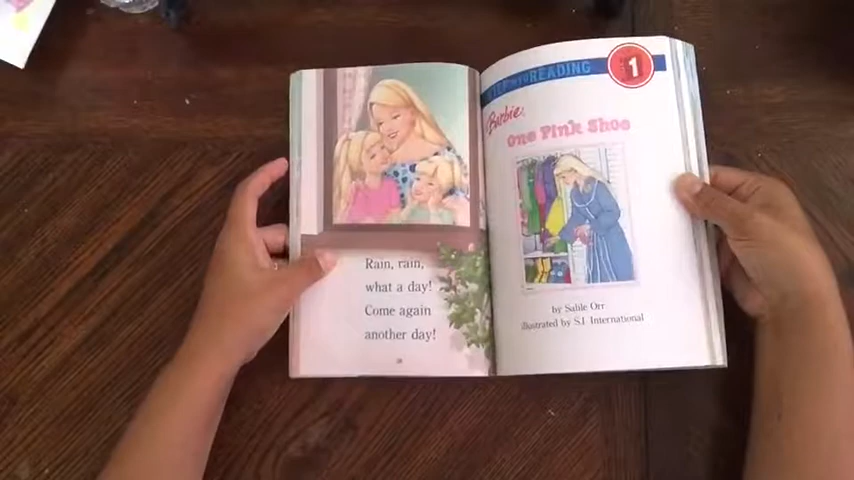 Rain, rain,
what a day!
Come again
another day!
STEP INTO READING
1
Barbie
One Pink Shoe
by Salile Orr
Illustrated by S.I International